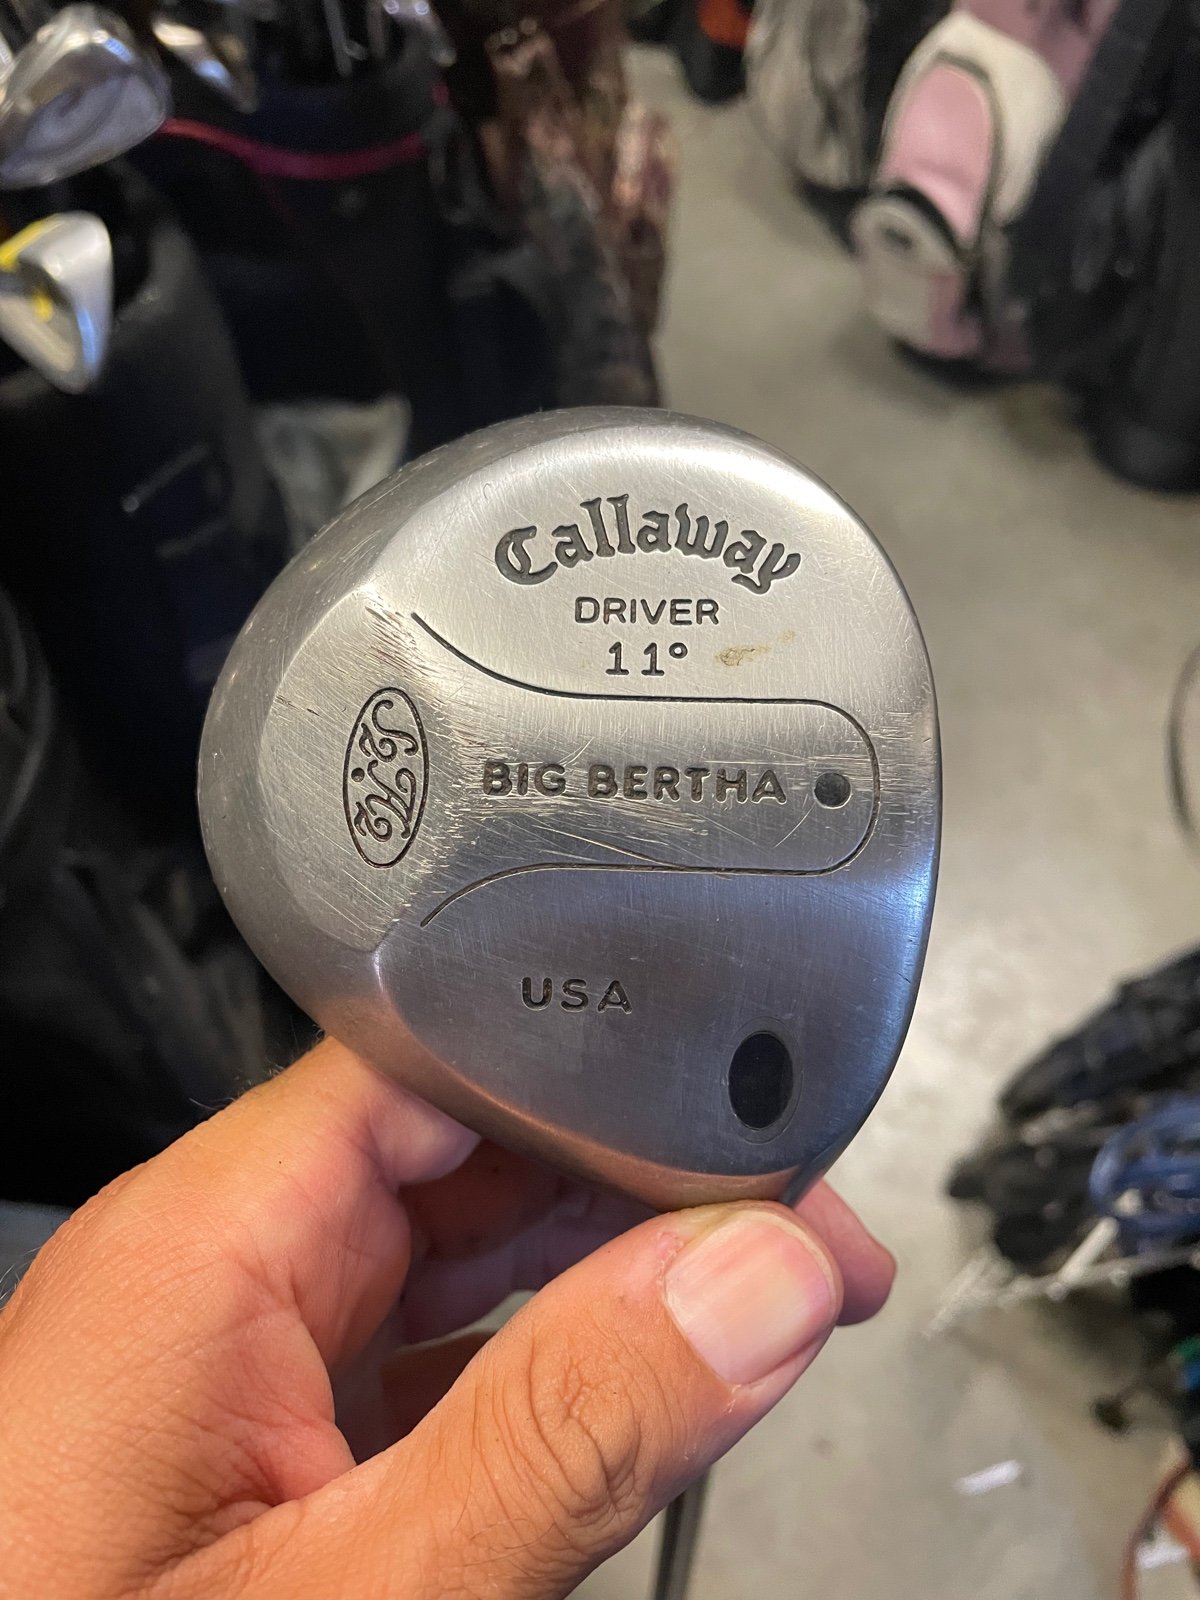 Callaway
DRIVER
11°
S2H2
BIG BERTHA
USA